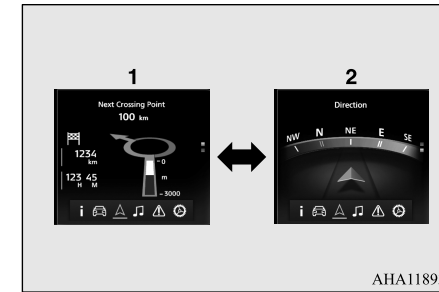 1
Next Crossing Point
100 km
1234
km
123 45
H M
0
m
3000
2
Direction
NW N NE E SE
AHA1189